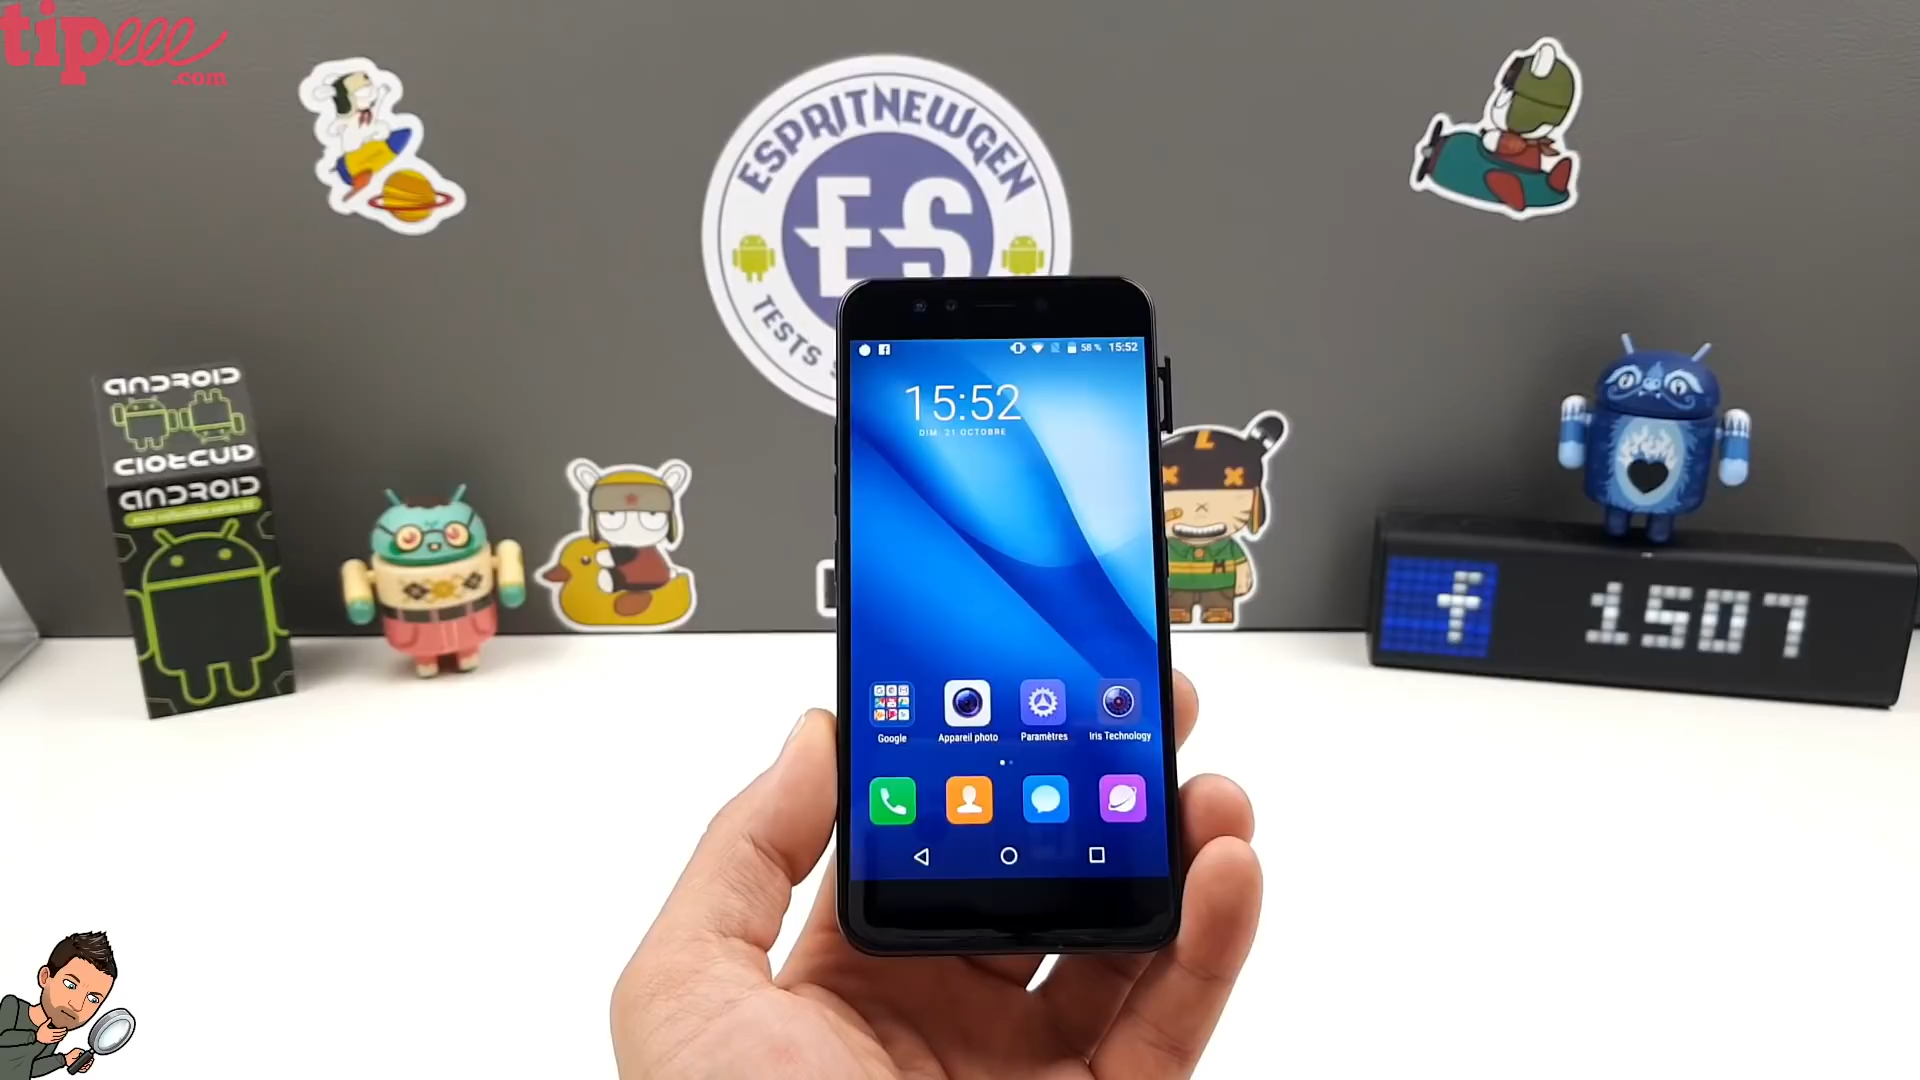 tipeee
.com
ESPRITNEWGEN
ES
TESTS
58 % 15:52
15:52
DIM. 21 OCTOBRE
Google
Appareil photo
Paramètres
Iris Technology
ANDROID
ANDROID
f
1507